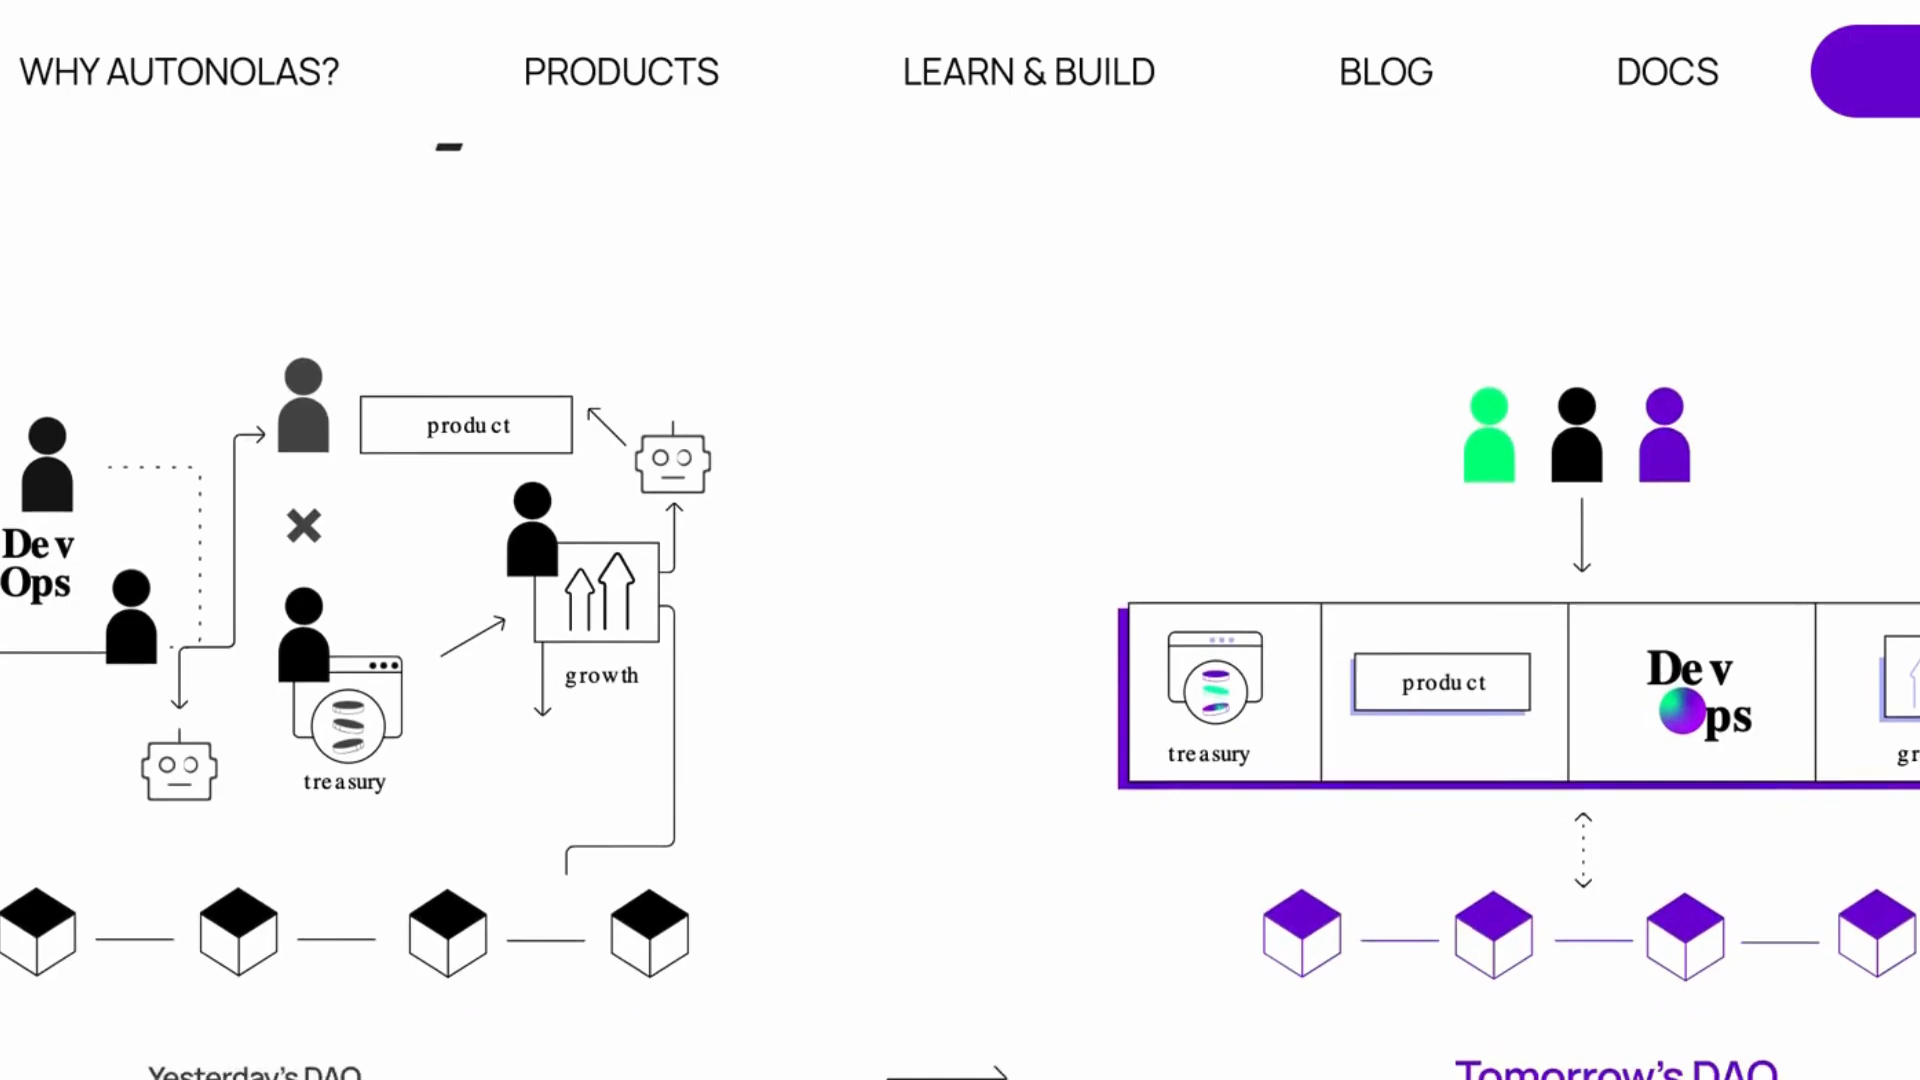 WHY AUTONOLAS? PRODUCTS LEARN & BUILD BLOG DOCS
product
Dev
Ops
growth
treasury
treasury
product
Dev
ps
gr
Yesterday's DAO
Tomorrow's DAO